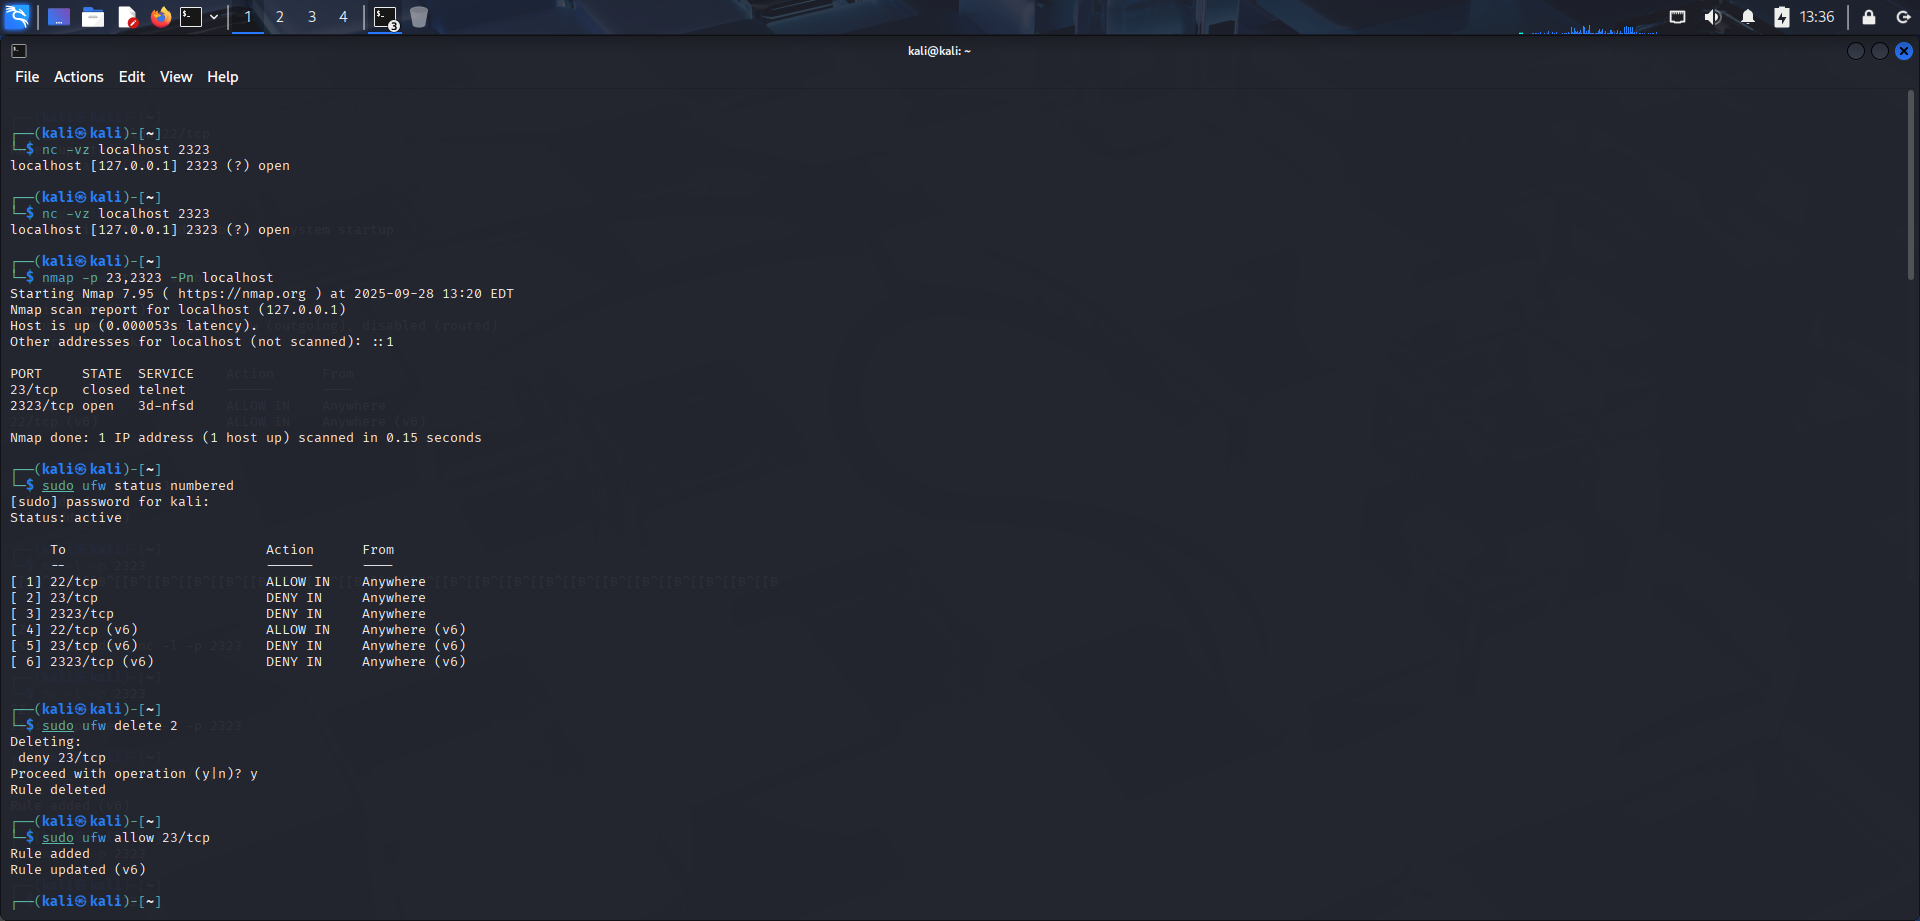 1 2 3 4 3 13:36
kali@kali: ~
File Actions Edit View Help
┌──(kali㉿kali)-[~]
└─$ nc -vz localhost 2323
localhost [127.0.0.1] 2323 (?) open
┌──(kali㉿kali)-[~]
└─$ nc -vz localhost 2323
localhost [127.0.0.1] 2323 (?) open
┌──(kali㉿kali)-[~]
└─$ nmap -p 23,2323 -Pn localhost
Starting Nmap 7.95 ( https://nmap.org ) at 2025-09-28 13:20 EDT
Nmap scan report for localhost (127.0.0.1)
Host is up (0.000053s latency).
Other addresses for localhost (not scanned): ::1
PORT     STATE  SERVICE
23/tcp   closed telnet
2323/tcp open   3d-nfsd
Nmap done: 1 IP address (1 host up) scanned in 0.15 seconds
┌──(kali㉿kali)-[~]
└─$ sudo ufw status numbered
[sudo] password for kali:
Status: active
     To                         Action      From
     --                         ------      ----
[ 1] 22/tcp                     ALLOW IN    Anywhere
[ 2] 23/tcp                     DENY IN     Anywhere
[ 3] 2323/tcp                   DENY IN     Anywhere
[ 4] 22/tcp (v6)                ALLOW IN    Anywhere (v6)
[ 5] 23/tcp (v6)                DENY IN     Anywhere (v6)
[ 6] 2323/tcp (v6)              DENY IN     Anywhere (v6)
┌──(kali㉿kali)-[~]
└─$ sudo ufw delete 2
Deleting:
 deny 23/tcp
Proceed with operation (y|n)? y
Rule deleted
┌──(kali㉿kali)-[~]
└─$ sudo ufw allow 23/tcp
Rule added
Rule updated (v6)
┌──(kali㉿kali)-[~]